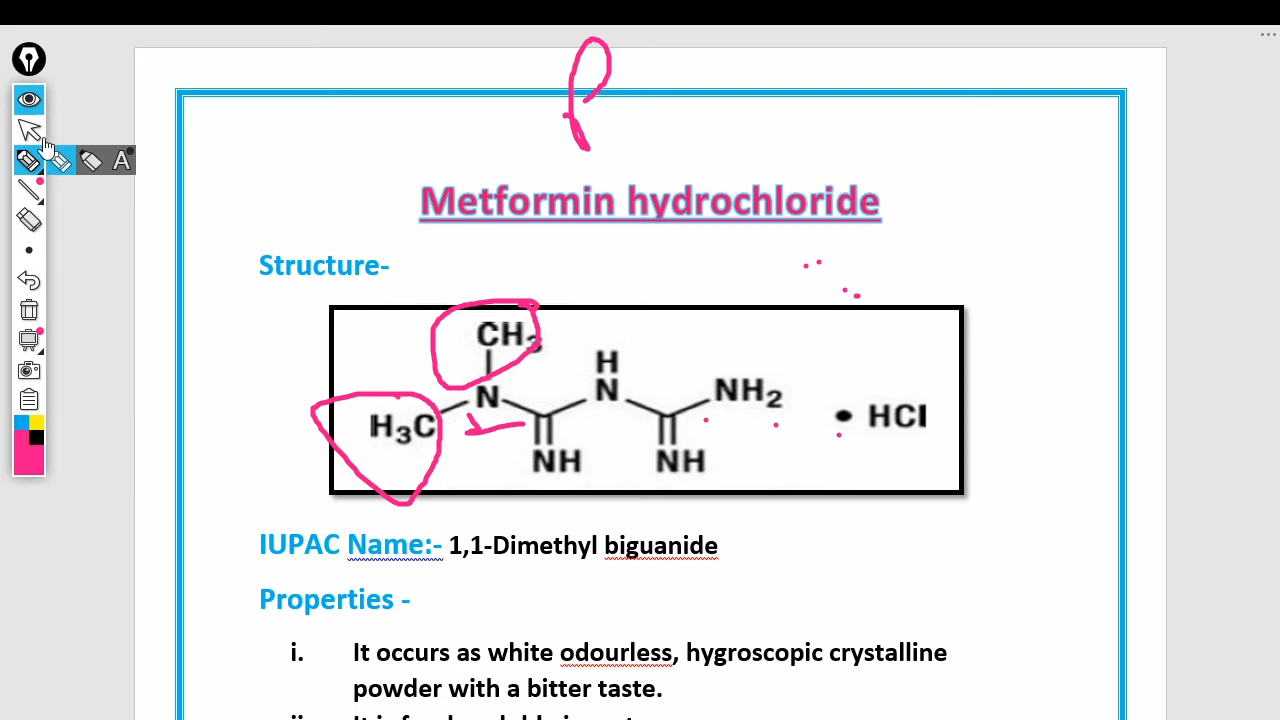 A
Metformin hydrochloride
Structure-
CH3
H
N N NH2
H3C • HCl
NH NH
IUPAC Name:- 1,1-Dimethyl biguanide
Properties -
i. It occurs as white odourless, hygroscopic crystalline
powder with a bitter taste.